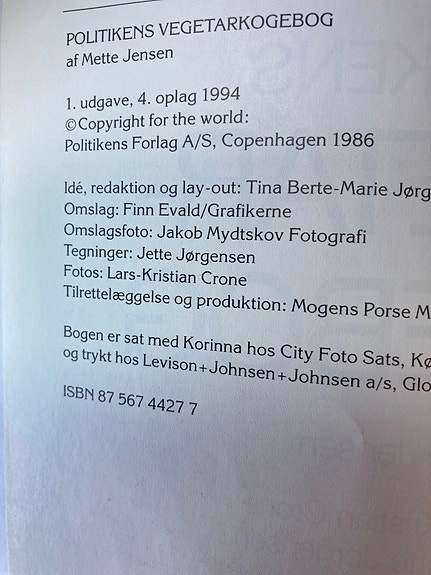 POLITIKENS VEGETARKOGEBOG
af Mette Jensen
1. udgave, 4. oplag 1994
©Copyright for the world:
Politikens Forlag A/S, Copenhagen 1986
Idé, redaktion og lay-out: Tina Berte-Marie Jørg
Omslag: Finn Evald/Grafikerne
Omslagsfoto: Jakob Mydtskov Fotografi
Tegninger: Jette Jørgensen
Fotos: Lars-Kristian Crone
Tilrettelæggelse og produktion: Mogens Porse M
Bogen er sat med Korinna hos City Foto Sats, Kø
og trykt hos Levison+Johnsen+Johnsen a/s, Glo
ISBN 87 567 4427 7